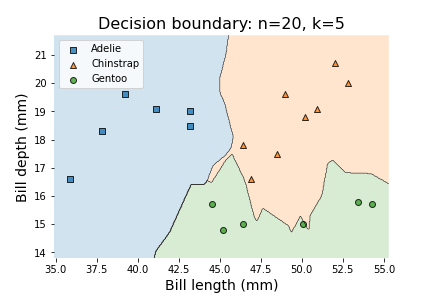 Decision boundary: n=20, k=5
Adelie
Chinstrap
Gentoo
21
20
19
18
17
16
15
14
Bill depth (mm)
35.0 37.5 40.0 42.5 45.0 47.5 50.0 52.5 55.0
Bill length (mm)